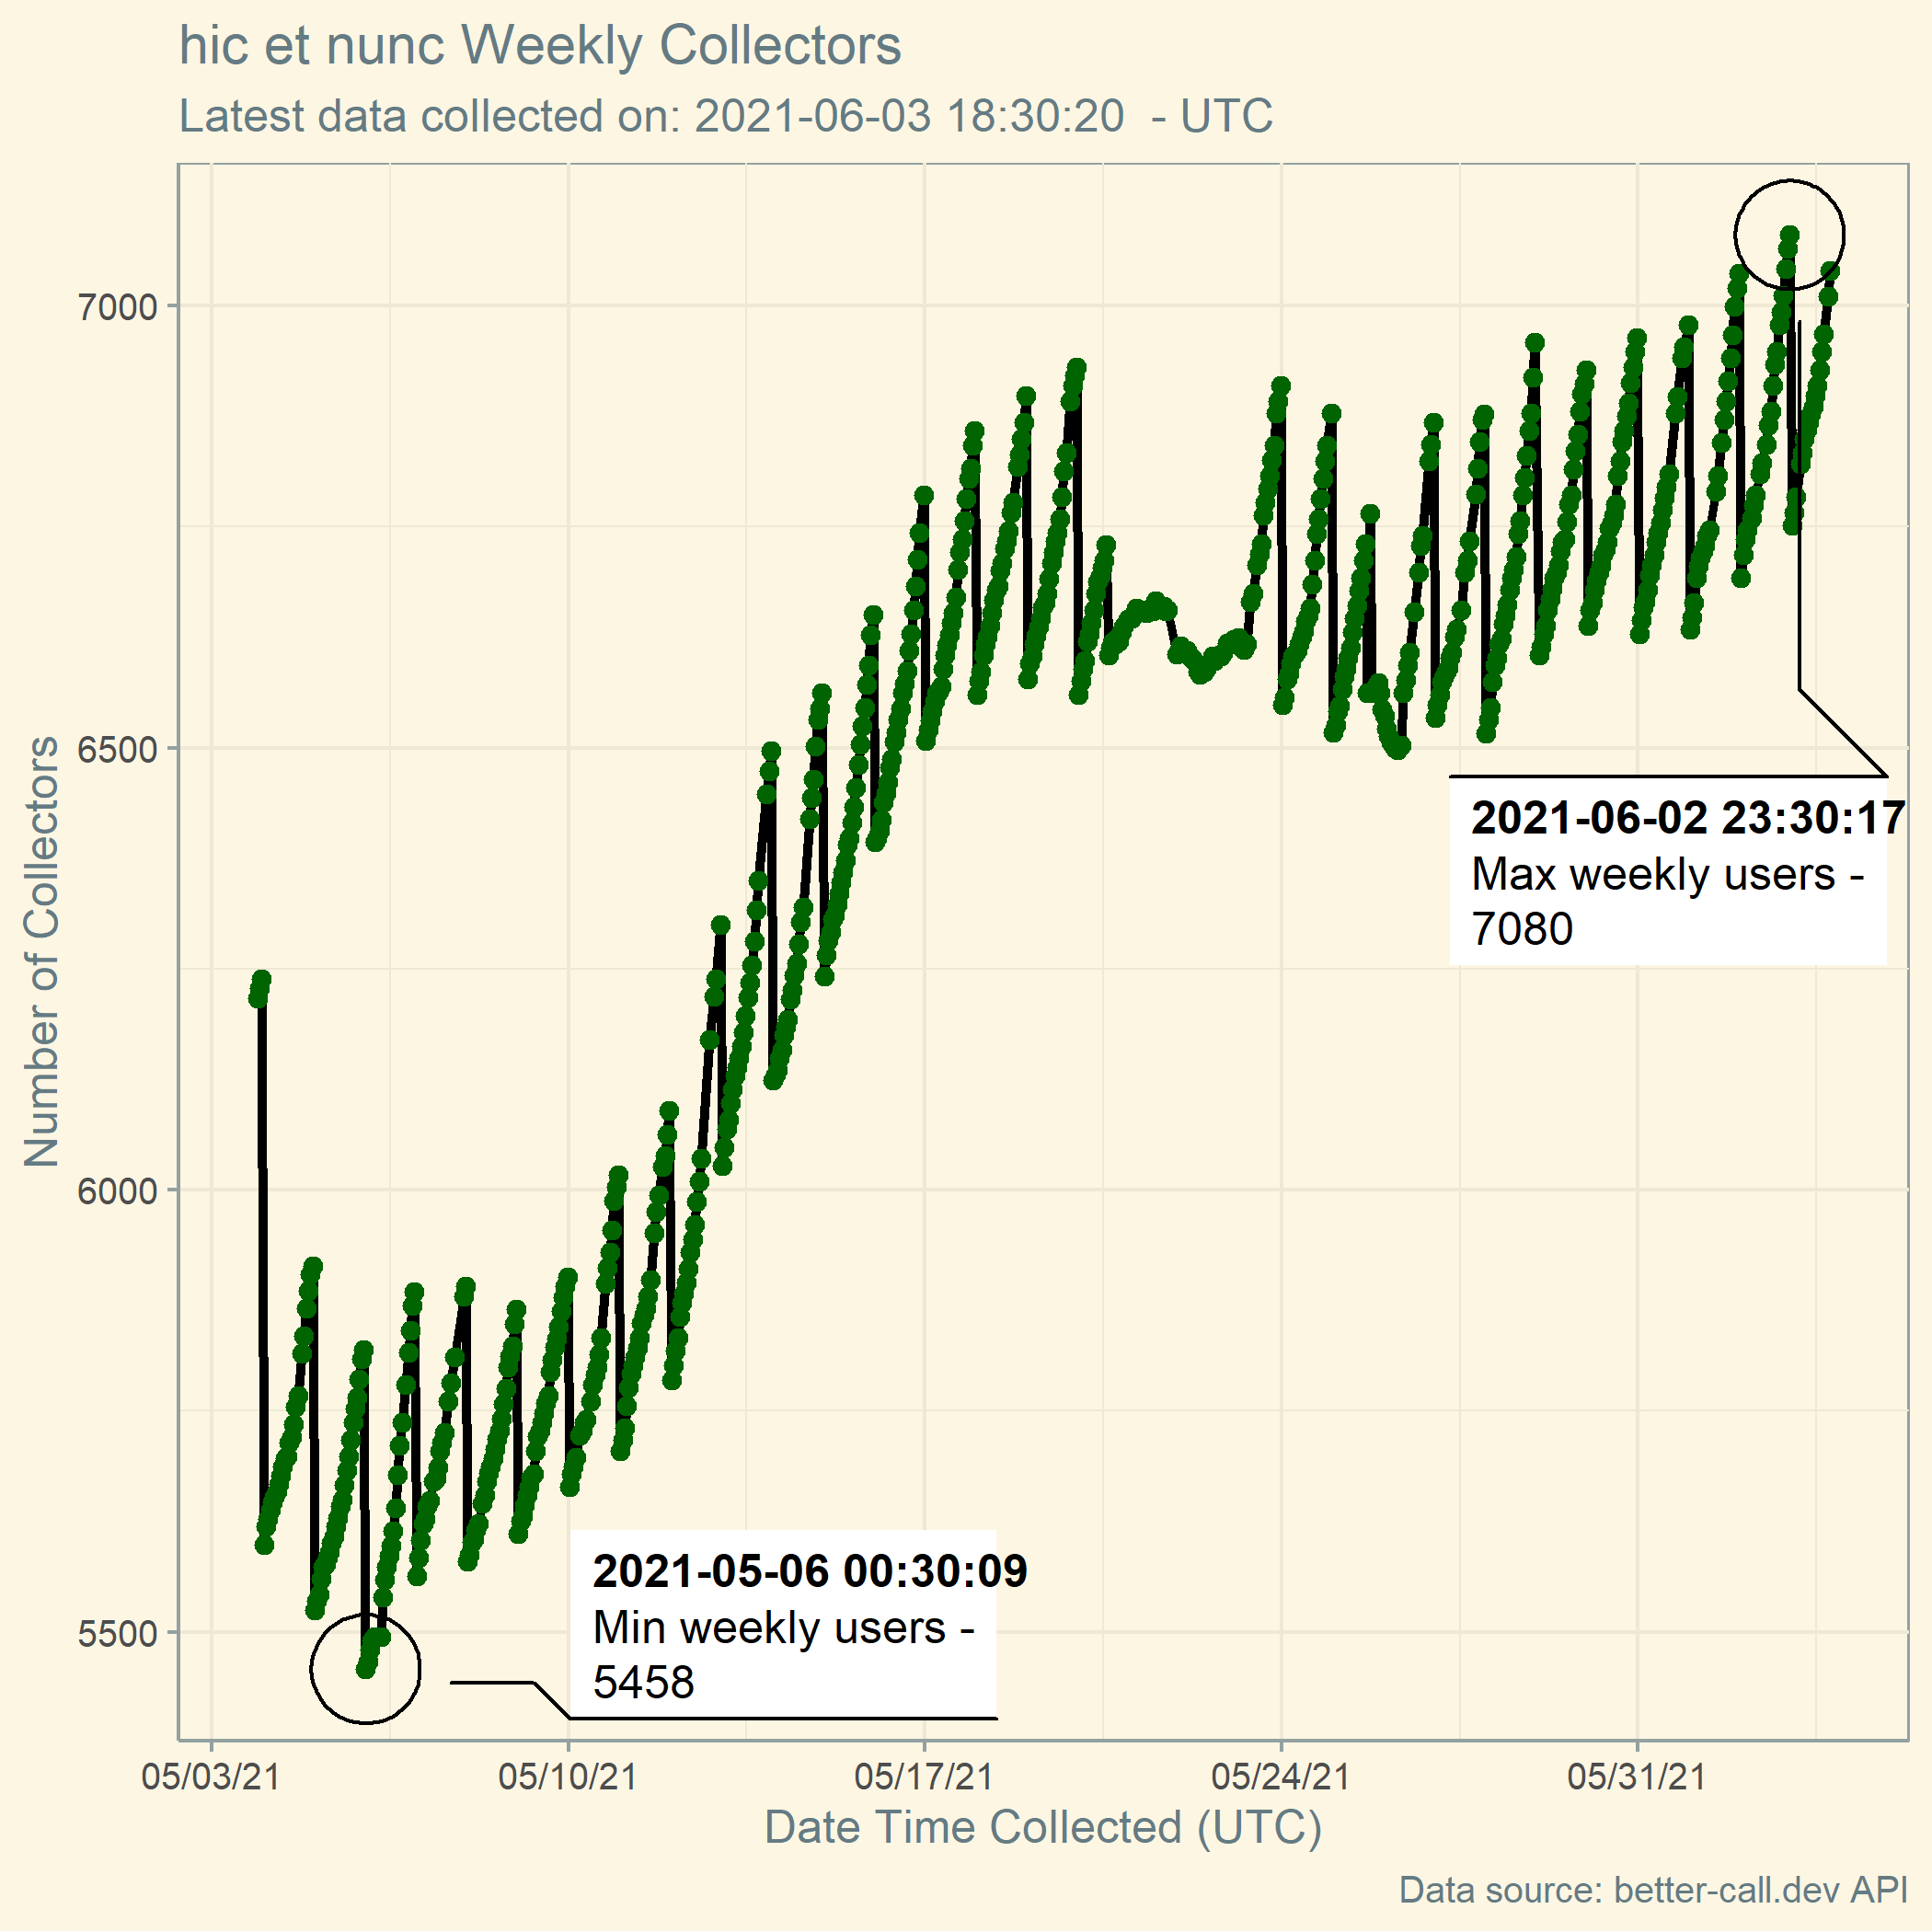 hic et nunc Weekly Collectors
Latest data collected on: 2021-06-03 18:30:20  - UTC
Number of Collectors
7000
6500
6000
5500
2021-06-02 23:30:17
Max weekly users -
7080
2021-05-06 00:30:09
Min weekly users -
5458
05/03/21
05/10/21
05/17/21
05/24/21
05/31/21
Date Time Collected (UTC)
Data source: better-call.dev API